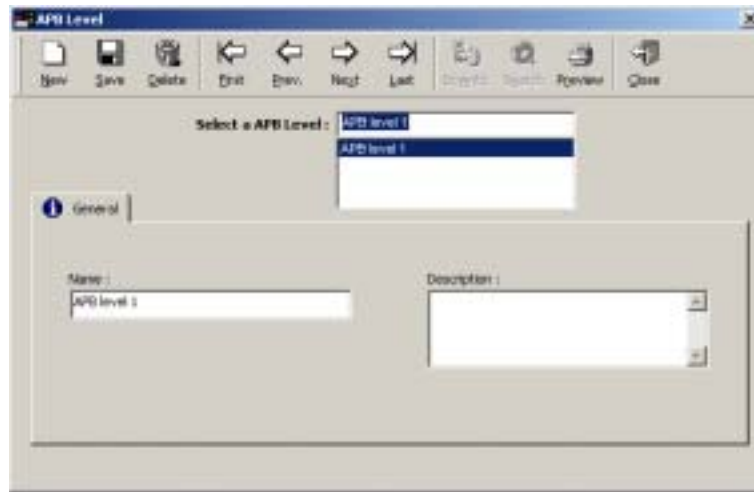 APB Level
New Save Delete First Prev. Next Last Search Preview Close
Select a APB Level :
APB level 1
APB level 1
General
Name :
Description :
APB level 1